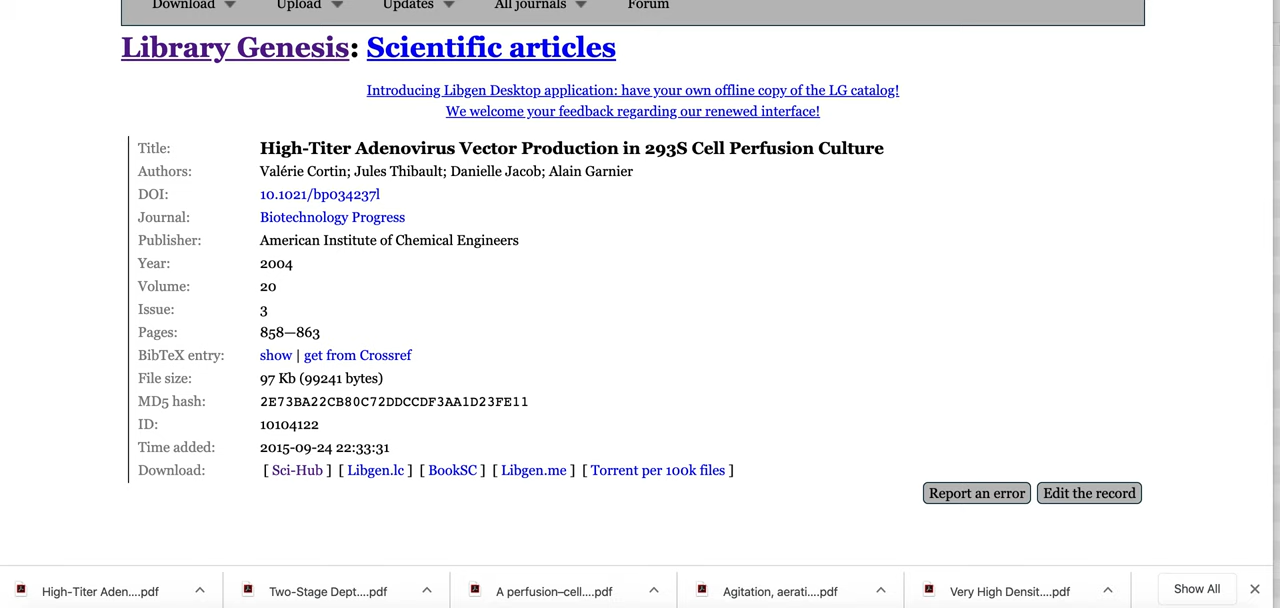 Download Upload Updates All journals Forum
Library Genesis: Scientific articles
Introducing Libgen Desktop application: have your own offline copy of the LG catalog!
We welcome your feedback regarding our renewed interface!
Title: High-Titer Adenovirus Vector Production in 293S Cell Perfusion Culture
Authors: Valérie Cortin; Jules Thibault; Danielle Jacob; Alain Garnier
DOI: 10.1021/bp034237l
Journal: Biotechnology Progress
Publisher: American Institute of Chemical Engineers
Year: 2004
Volume: 20
Issue: 3
Pages: 858—863
BibTeX entry: show | get from Crossref
File size: 97 Kb (99241 bytes)
MD5 hash: 2E73BA22CB80C72DDCCDF3AA1D23FE11
ID: 10104122
Time added: 2015-09-24 22:33:31
Download: [ Sci-Hub ] [ Libgen.lc ] [ BookSC ] [ Libgen.me ] [ Torrent per 100k files ]
Report an error Edit the record
High-Titer Aden....pdf Two-Stage Dept....pdf A perfusion–cell....pdf Agitation, aerati....pdf Very High Densit....pdf Show All